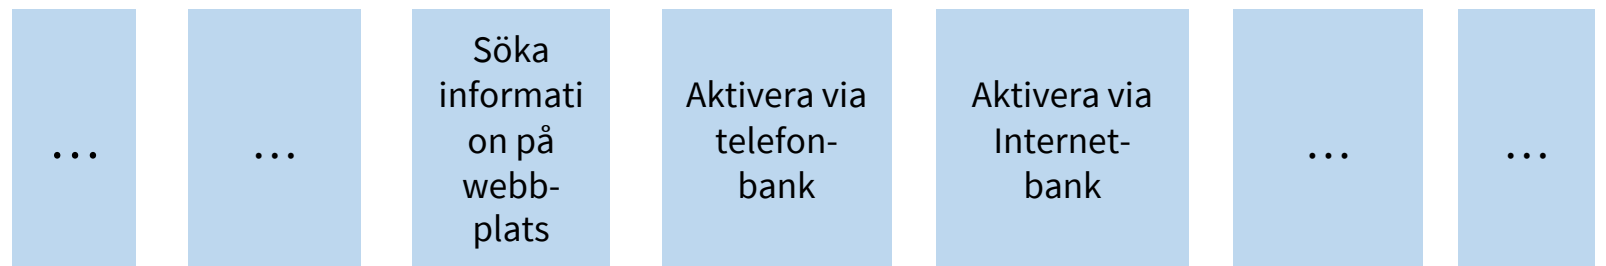 ...
...
Söka
informati
on på
webb-
plats
Aktivera via
telefon-
bank
Aktivera via
Internet-
bank
...
...